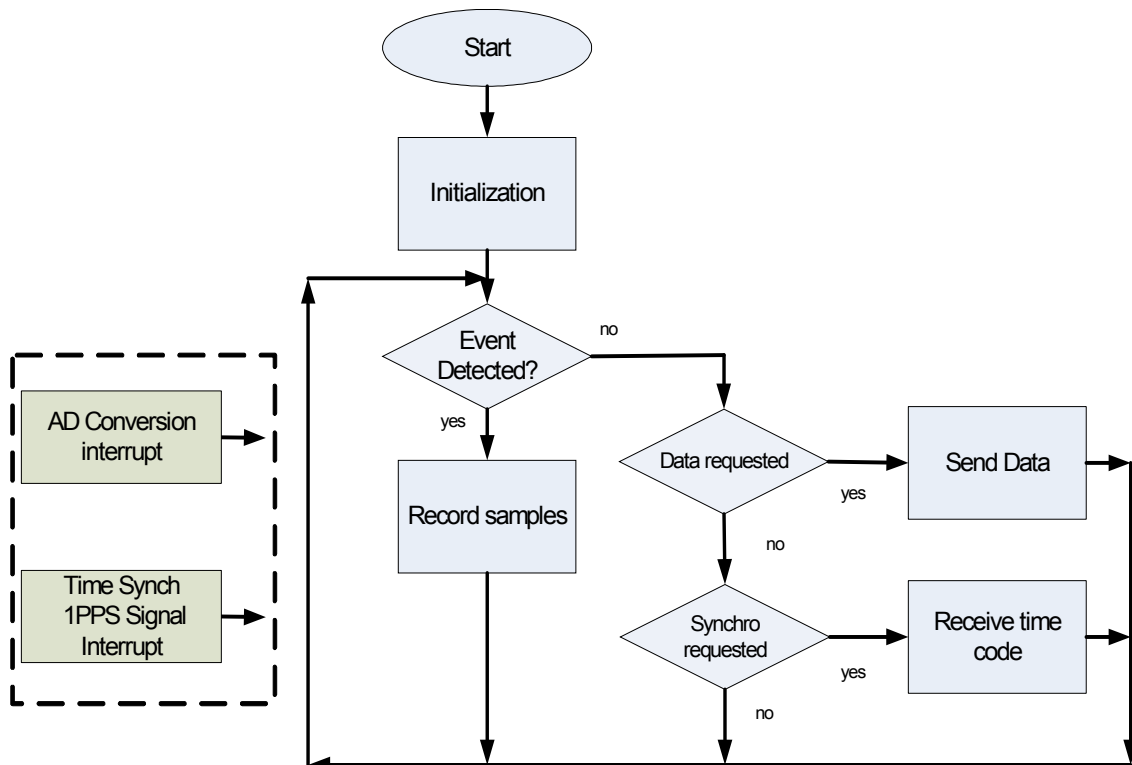 Start
Initialization
Event
Detected?
no
yes
Record samples
Data requested
yes
Send Data
no
Synchro
requested
yes
Receive time
code
no
AD Conversion
interrupt
Time Synch
1PPS Signal
Interrupt